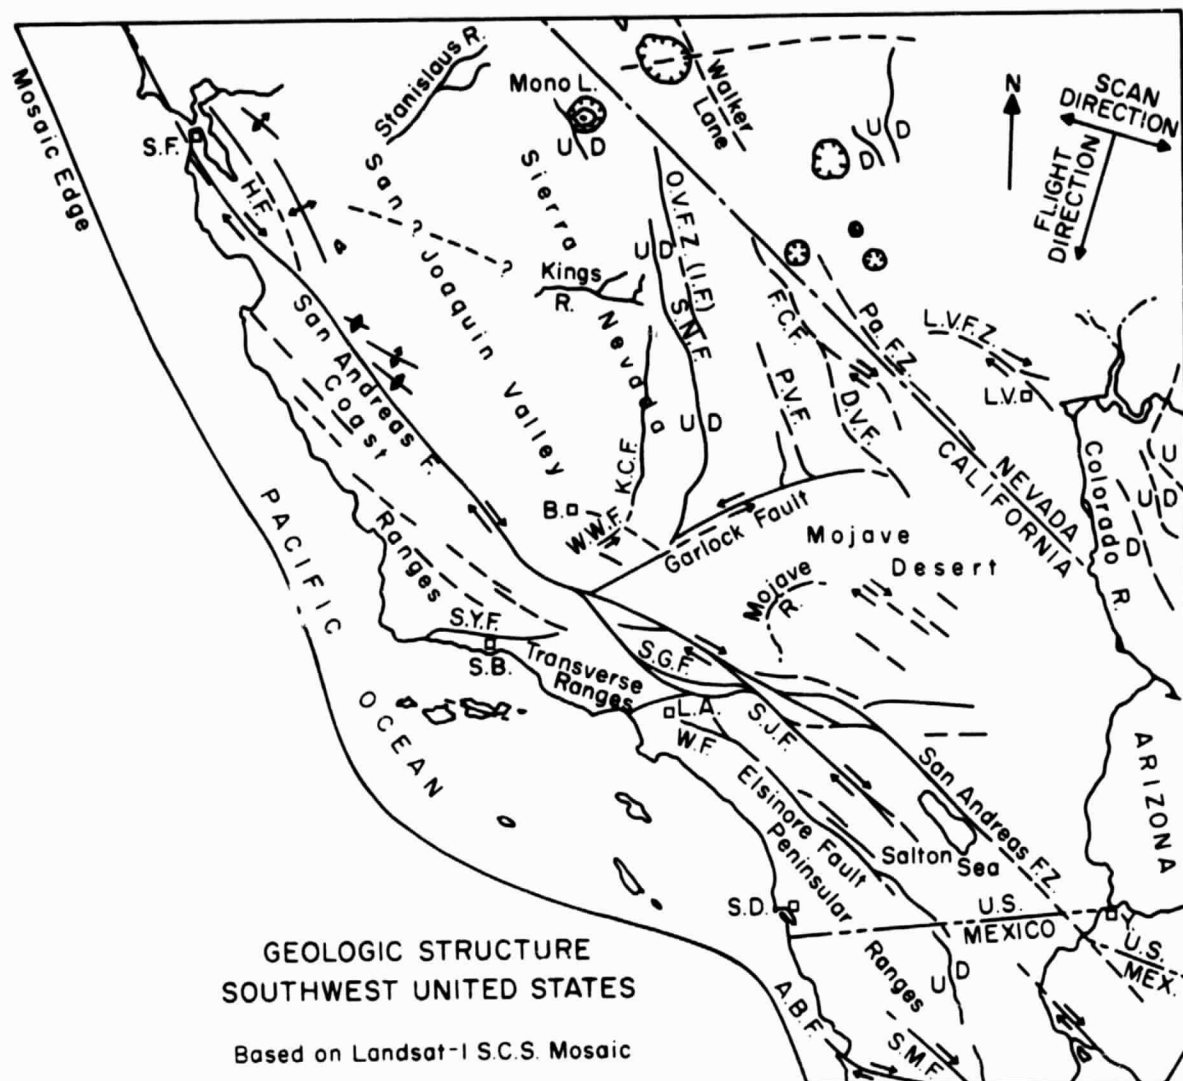 Mosaic Edge
S.F.
H.F.
Stanislaus R.
Mono L.
U D
Walker
Lane
U
D
D
N
SCAN
DIRECTION
FLIGHT
DIRECTION
San Joaquin Valley
?
?
Sierra Nevada
Kings
R.
O.V.F.Z. (I.F.)
U D
S.N.F.
U D
F.C.F.
Pa. F.Z.
L.V.F.Z.
L.V.
P.V.F.
D.V.F.
K.C.F.
B.
W.W.F.
San Andreas F.
Coast Ranges
Garlock Fault
NEVADA
CALIFORNIA
Mojave
Desert
Mojave
R.
Colorado R.
U
U D
D
PACIFIC
OCEAN
S.Y.F.
S.B.
Transverse
Ranges
S.G.F.
L.A.
W.F.
S.J.F.
San Andreas F.Z.
Elsinore Fault
Peninsular Ranges
Salton Sea
ARIZONA
S.D.
U.S.
MEXICO
U.S.
MEX.
U D
A.B.F.
S.M.F.
GEOLOGIC STRUCTURE
SOUTHWEST UNITED STATES
Based on Landsat-1 S.C.S. Mosaic